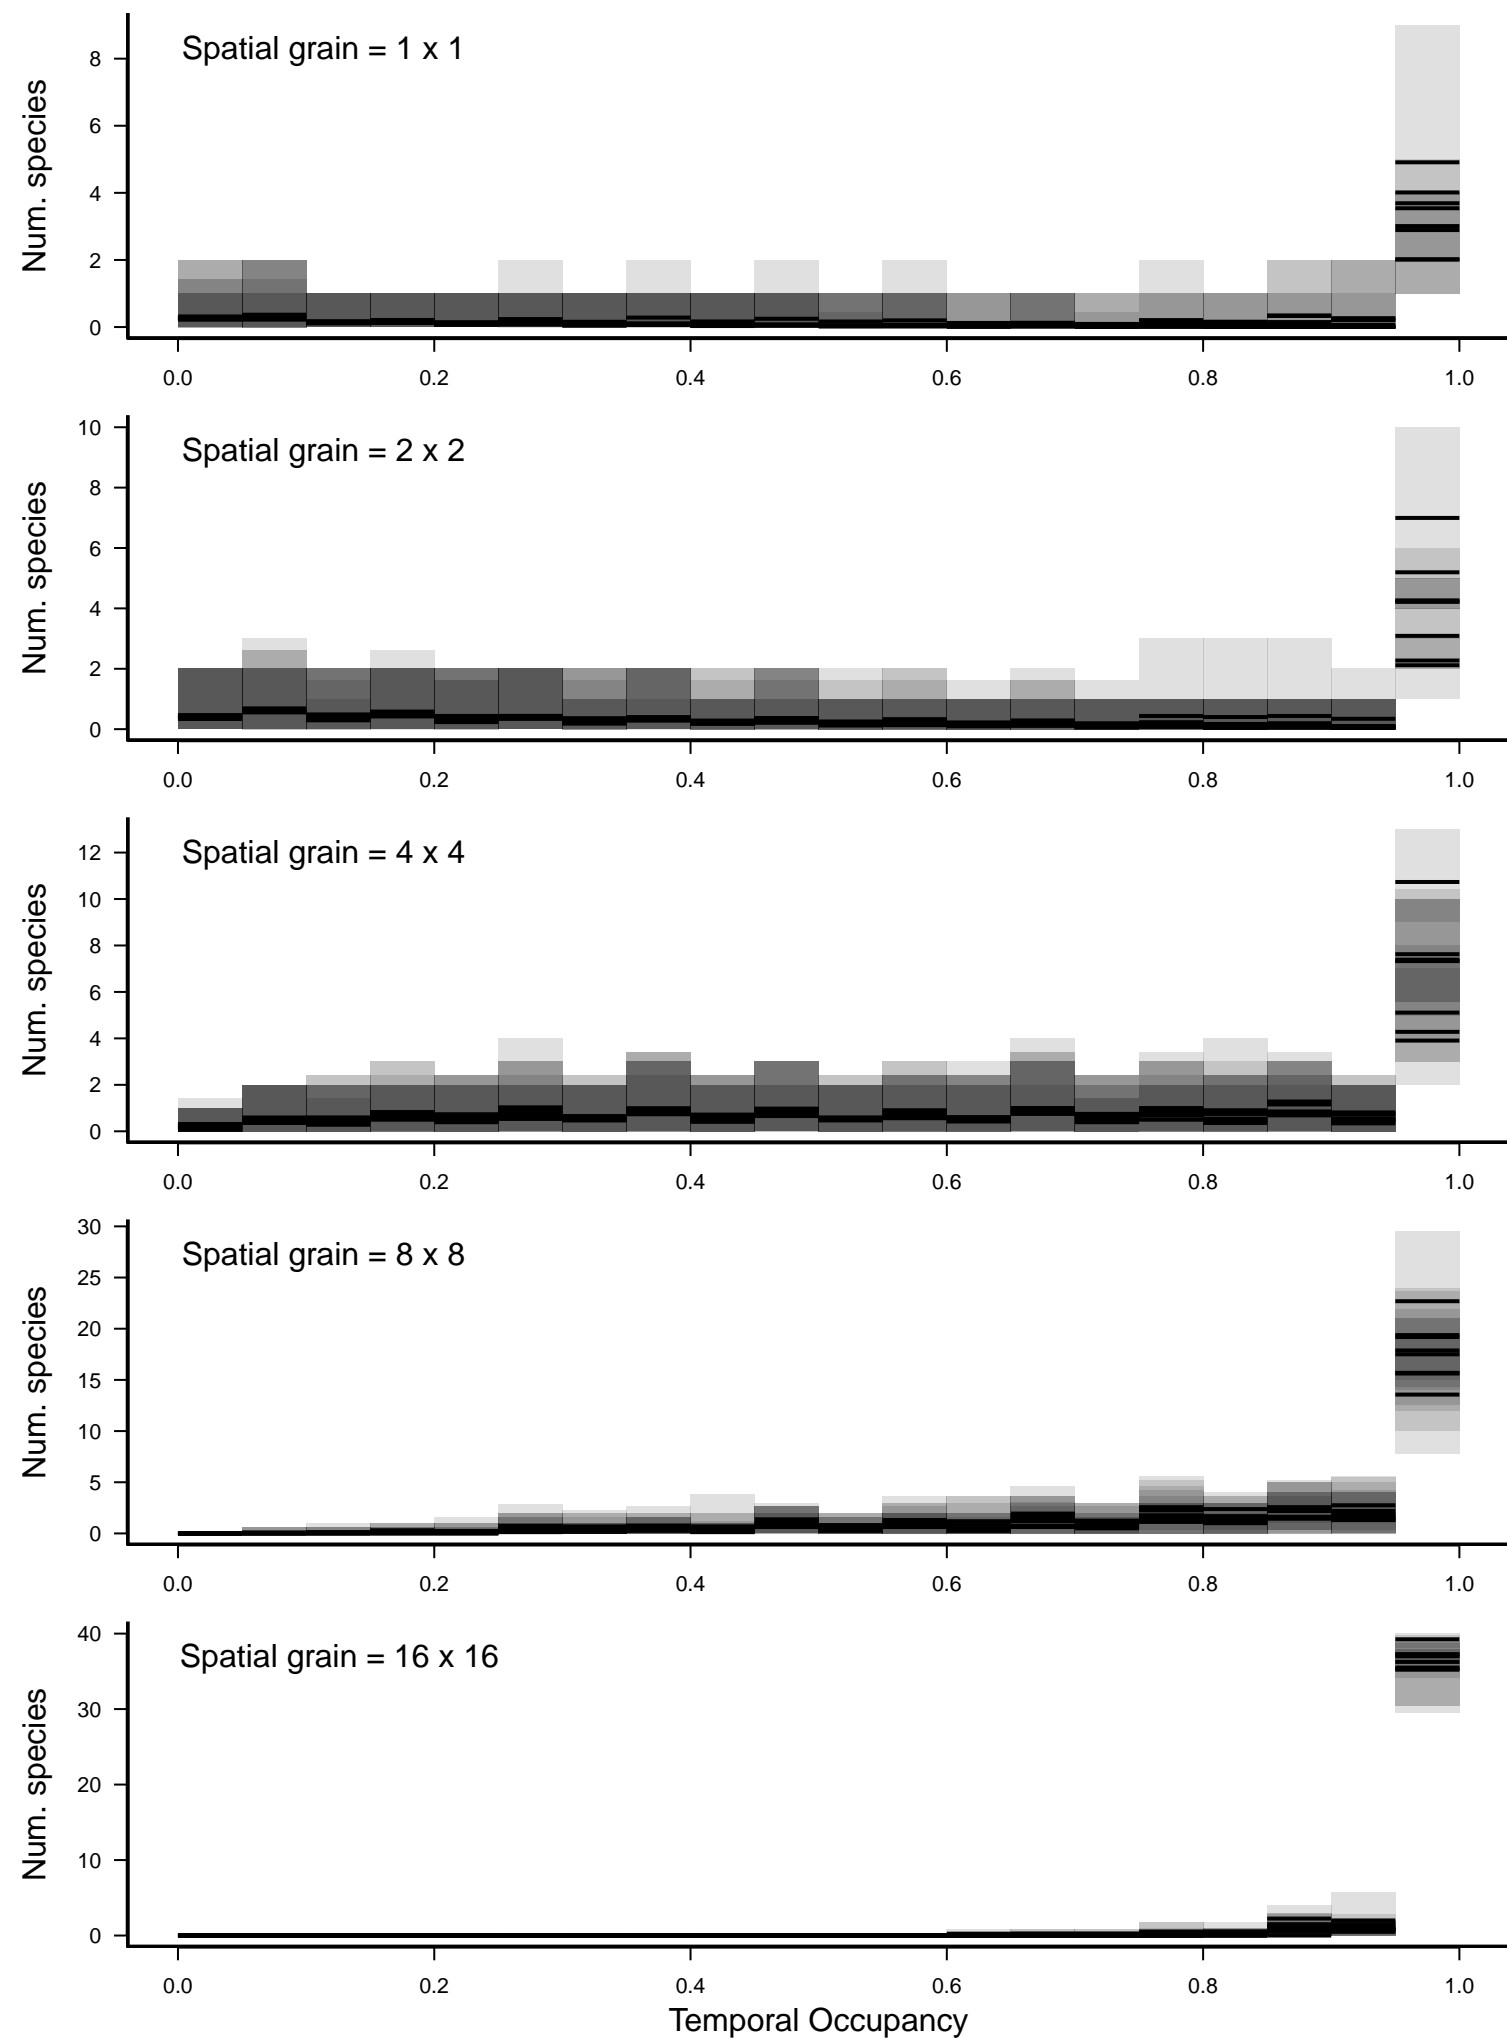 Spatial grain = 1 x 1
Num. species
8
6
4
2
0
0.0 0.2 0.4 0.6 0.8 1.0
Spatial grain = 2 x 2
Num. species
10
8
6
4
2
0
0.0 0.2 0.4 0.6 0.8 1.0
Spatial grain = 4 x 4
Num. species
12
10
8
6
4
2
0
0.0 0.2 0.4 0.6 0.8 1.0
Spatial grain = 8 x 8
Num. species
30
25
20
15
10
5
0
0.0 0.2 0.4 0.6 0.8 1.0
Spatial grain = 16 x 16
Num. species
40
30
20
10
0
0.0 0.2 0.4 0.6 0.8 1.0
Temporal Occupancy